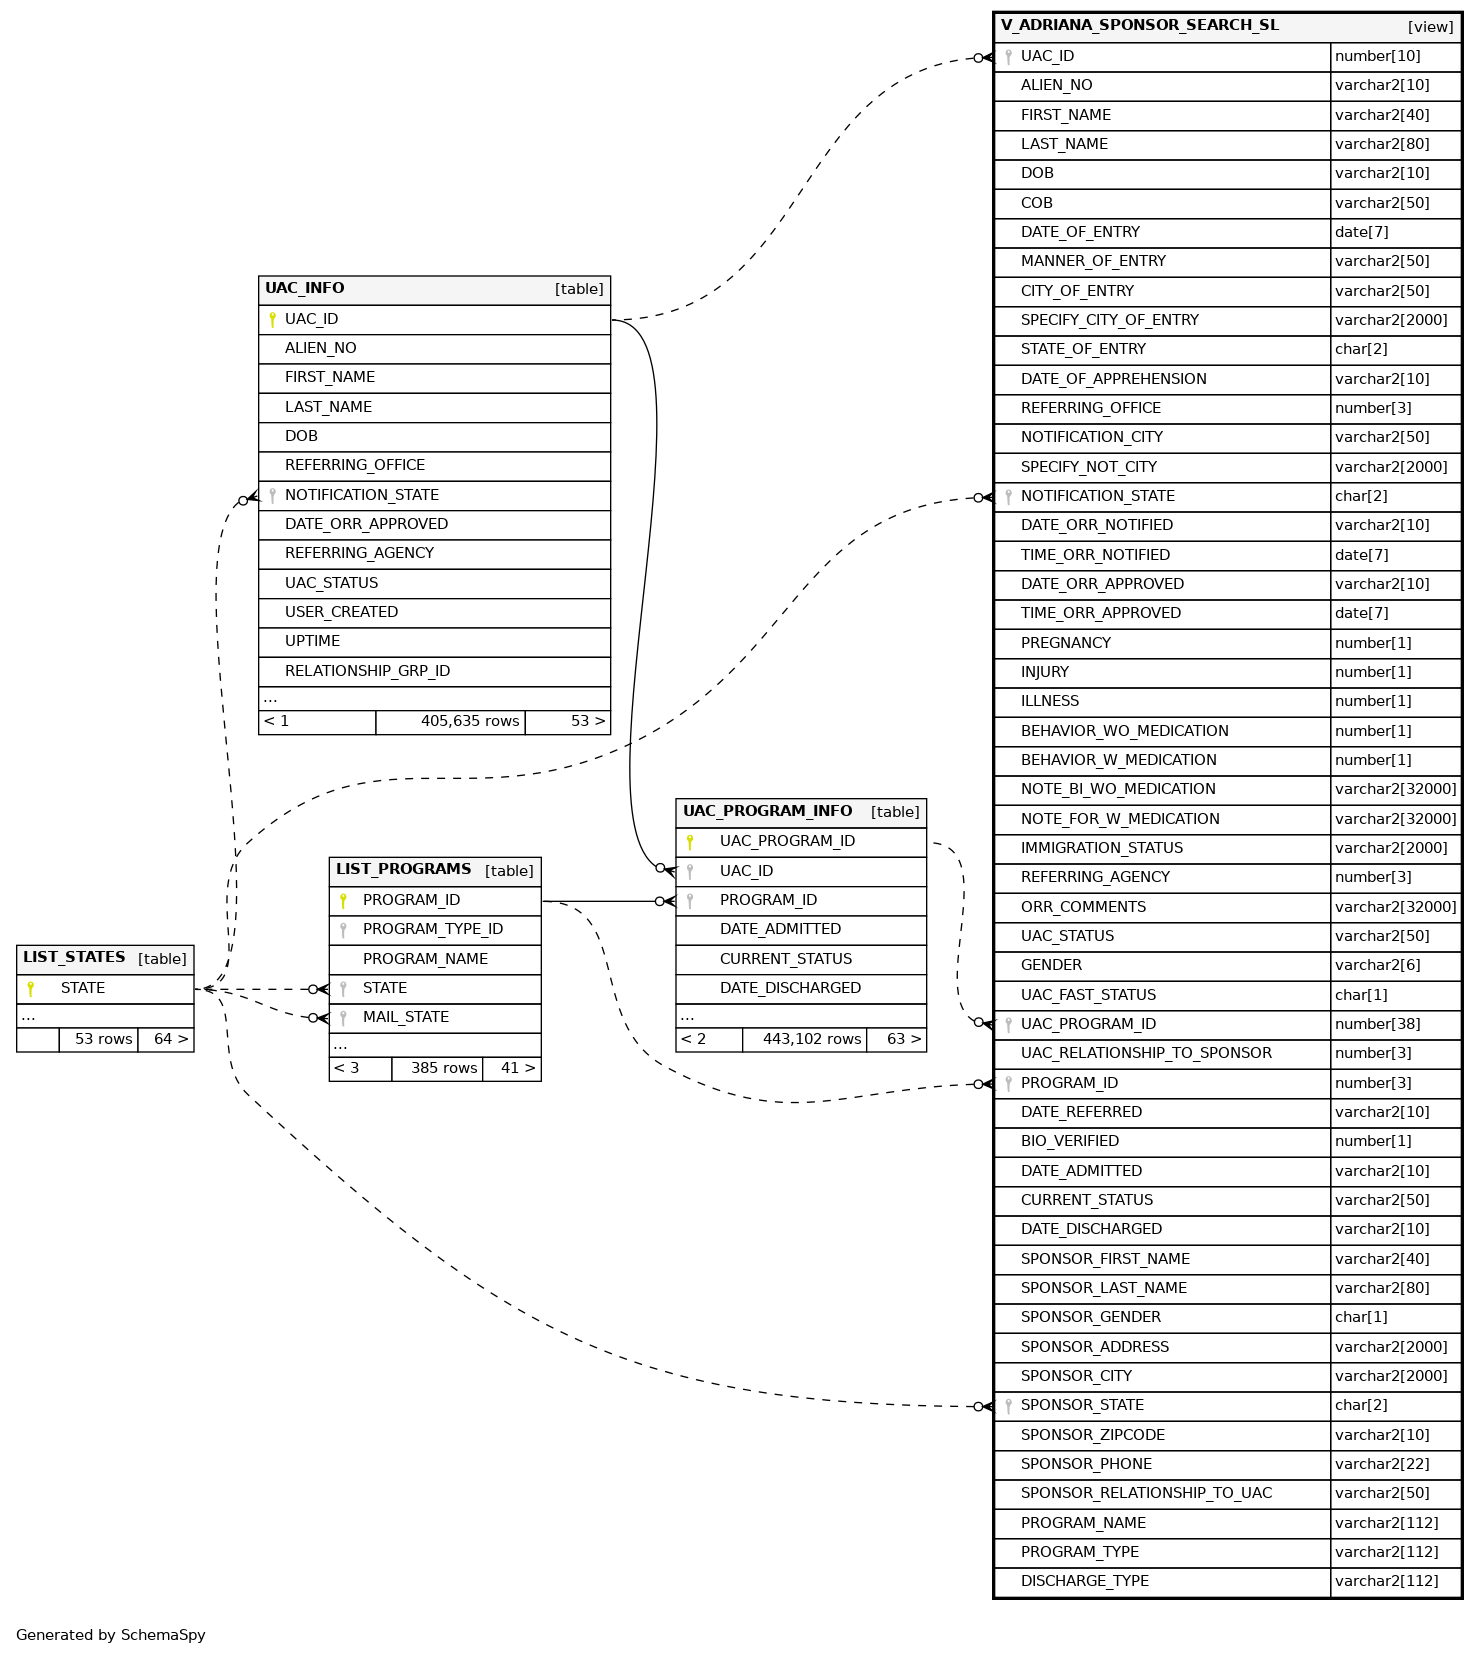 V_ADRIANA_SPONSOR_SEARCH_SL [view]
UAC_ID number[10]
ALIEN_NO varchar2[10]
FIRST_NAME varchar2[40]
LAST_NAME varchar2[80]
DOB varchar2[10]
COB varchar2[50]
DATE_OF_ENTRY date[7]
MANNER_OF_ENTRY varchar2[50]
CITY_OF_ENTRY varchar2[50]
SPECIFY_CITY_OF_ENTRY varchar2[2000]
STATE_OF_ENTRY char[2]
DATE_OF_APPREHENSION varchar2[10]
REFERRING_OFFICE number[3]
NOTIFICATION_CITY varchar2[50]
SPECIFY_NOT_CITY varchar2[2000]
NOTIFICATION_STATE char[2]
DATE_ORR_NOTIFIED varchar2[10]
TIME_ORR_NOTIFIED date[7]
DATE_ORR_APPROVED varchar2[10]
TIME_ORR_APPROVED date[7]
PREGNANCY number[1]
INJURY number[1]
ILLNESS number[1]
BEHAVIOR_WO_MEDICATION number[1]
BEHAVIOR_W_MEDICATION number[1]
NOTE_BI_WO_MEDICATION varchar2[32000]
NOTE_FOR_W_MEDICATION varchar2[32000]
IMMIGRATION_STATUS varchar2[2000]
REFERRING_AGENCY number[3]
ORR_COMMENTS varchar2[32000]
UAC_STATUS varchar2[50]
GENDER varchar2[6]
UAC_FAST_STATUS char[1]
UAC_PROGRAM_ID number[38]
UAC_RELATIONSHIP_TO_SPONSOR number[3]
PROGRAM_ID number[3]
DATE_REFERRED varchar2[10]
BIO_VERIFIED number[1]
DATE_ADMITTED varchar2[10]
CURRENT_STATUS varchar2[50]
DATE_DISCHARGED varchar2[10]
SPONSOR_FIRST_NAME varchar2[40]
SPONSOR_LAST_NAME varchar2[80]
SPONSOR_GENDER char[1]
SPONSOR_ADDRESS varchar2[2000]
SPONSOR_CITY varchar2[2000]
SPONSOR_STATE char[2]
SPONSOR_ZIPCODE varchar2[10]
SPONSOR_PHONE varchar2[22]
SPONSOR_RELATIONSHIP_TO_UAC varchar2[50]
PROGRAM_NAME varchar2[112]
PROGRAM_TYPE varchar2[112]
DISCHARGE_TYPE varchar2[112]
UAC_INFO [table]
UAC_ID
ALIEN_NO
FIRST_NAME
LAST_NAME
DOB
REFERRING_OFFICE
NOTIFICATION_STATE
DATE_ORR_APPROVED
REFERRING_AGENCY
UAC_STATUS
USER_CREATED
UPTIME
RELATIONSHIP_GRP_ID
...
< 1 405,635 rows 53 >
UAC_PROGRAM_INFO [table]
UAC_PROGRAM_ID
UAC_ID
PROGRAM_ID
DATE_ADMITTED
CURRENT_STATUS
DATE_DISCHARGED
...
< 2 443,102 rows 63 >
LIST_PROGRAMS [table]
PROGRAM_ID
PROGRAM_TYPE_ID
PROGRAM_NAME
STATE
MAIL_STATE
...
< 3 385 rows 41 >
LIST_STATES [table]
STATE
...
53 rows 64 >
Generated by SchemaSpy